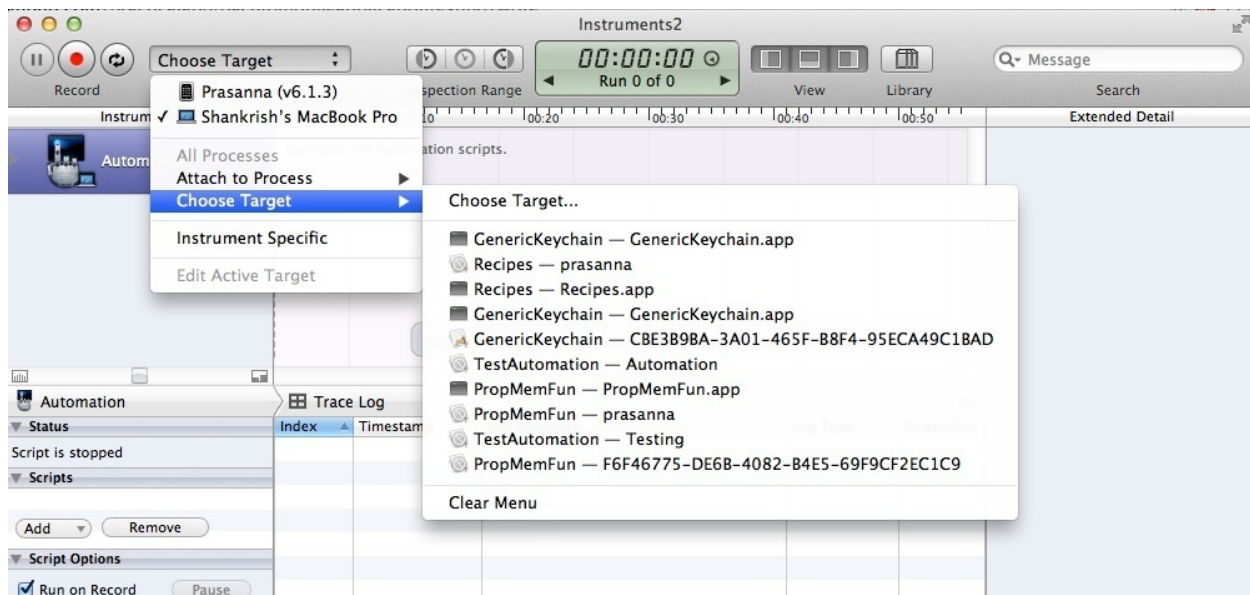 Instruments2
Choose Target
00:00:00
Run 0 of 0
Message
Record
spection Range
View
Library
Search
Prasanna (v6.1.3)
✓ Shankrish's MacBook Pro
All Processes
Attach to Process
Choose Target
Instrument Specific
Edit Active Target
Instrum
00:20
00:30
00:40
00:50
Extended Detail
Autom
ation scripts.
Choose Target...
GenericKeychain — GenericKeychain.app
Recipes — prasanna
Recipes — Recipes.app
GenericKeychain — GenericKeychain.app
GenericKeychain — CBE3B9BA-3A01-465F-B8F4-95ECA49C1BAD
TestAutomation — Automation
PropMemFun — PropMemFun.app
PropMemFun — prasanna
TestAutomation — Testing
PropMemFun — F6F46775-DE6B-4082-B4E5-69F9CF2EC1C9
Clear Menu
Automation
Trace Log
Status
Index
Timestam
Script is stopped
Scripts
Add
Remove
Script Options
Run on Record
Pause